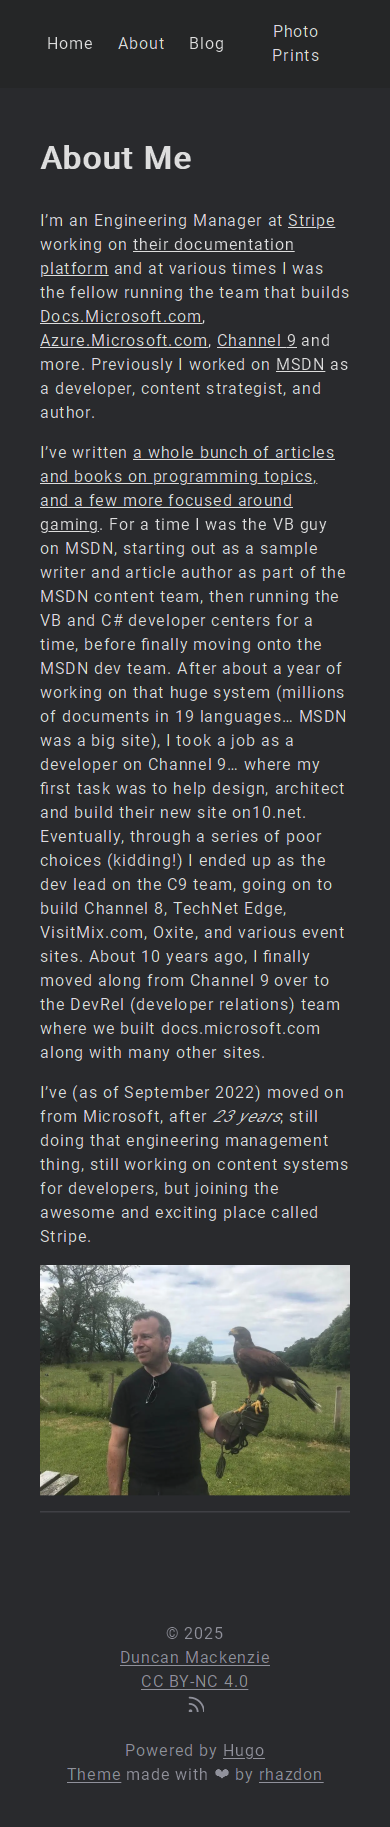 Home About Blog Photo Prints
About Me
I’m an Engineering Manager at Stripe
working on their documentation
platform and at various times I was
the fellow running the team that builds
Docs.Microsoft.com,
Azure.Microsoft.com, Channel 9 and
more. Previously I worked on MSDN as
a developer, content strategist, and
author.
I’ve written a whole bunch of articles
and books on programming topics,
and a few more focused around
gaming. For a time I was the VB guy
on MSDN, starting out as a sample
writer and article author as part of the
MSDN content team, then running the
VB and C# developer centers for a
time, before finally moving onto the
MSDN dev team. After about a year of
working on that huge system (millions
of documents in 19 languages… MSDN
was a big site), I took a job as a
developer on Channel 9… where my
first task was to help design, architect
and build their new site on10.net.
Eventually, through a series of poor
choices (kidding!) I ended up as the
dev lead on the C9 team, going on to
build Channel 8, TechNet Edge,
VisitMix.com, Oxite, and various event
sites. About 10 years ago, I finally
moved along from Channel 9 over to
the DevRel (developer relations) team
where we built docs.microsoft.com
along with many other sites.
I’ve (as of September 2022) moved on
from Microsoft, after 23 years, still
doing that engineering management
thing, still working on content systems
for developers, but joining the
awesome and exciting place called
Stripe.
© 2025
Duncan Mackenzie
CC BY-NC 4.0
Powered by Hugo
Theme made with ❤ by rhazdon